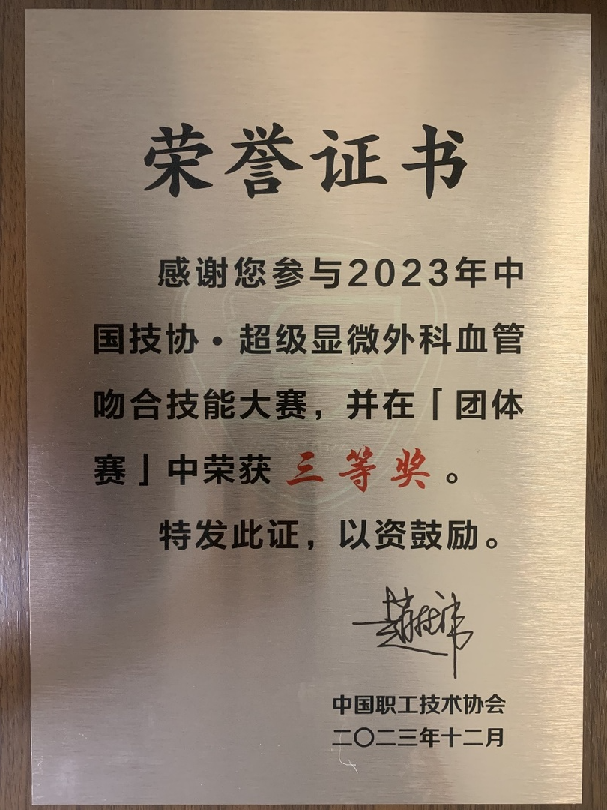 荣誉证书
感谢您参与2023年中
国技协·超级显微外科血管
吻合技能大赛，并在「团体
赛」中荣获 三等奖。
特发此证，以资鼓励。
中国职工技术协会
二〇二三年十二月